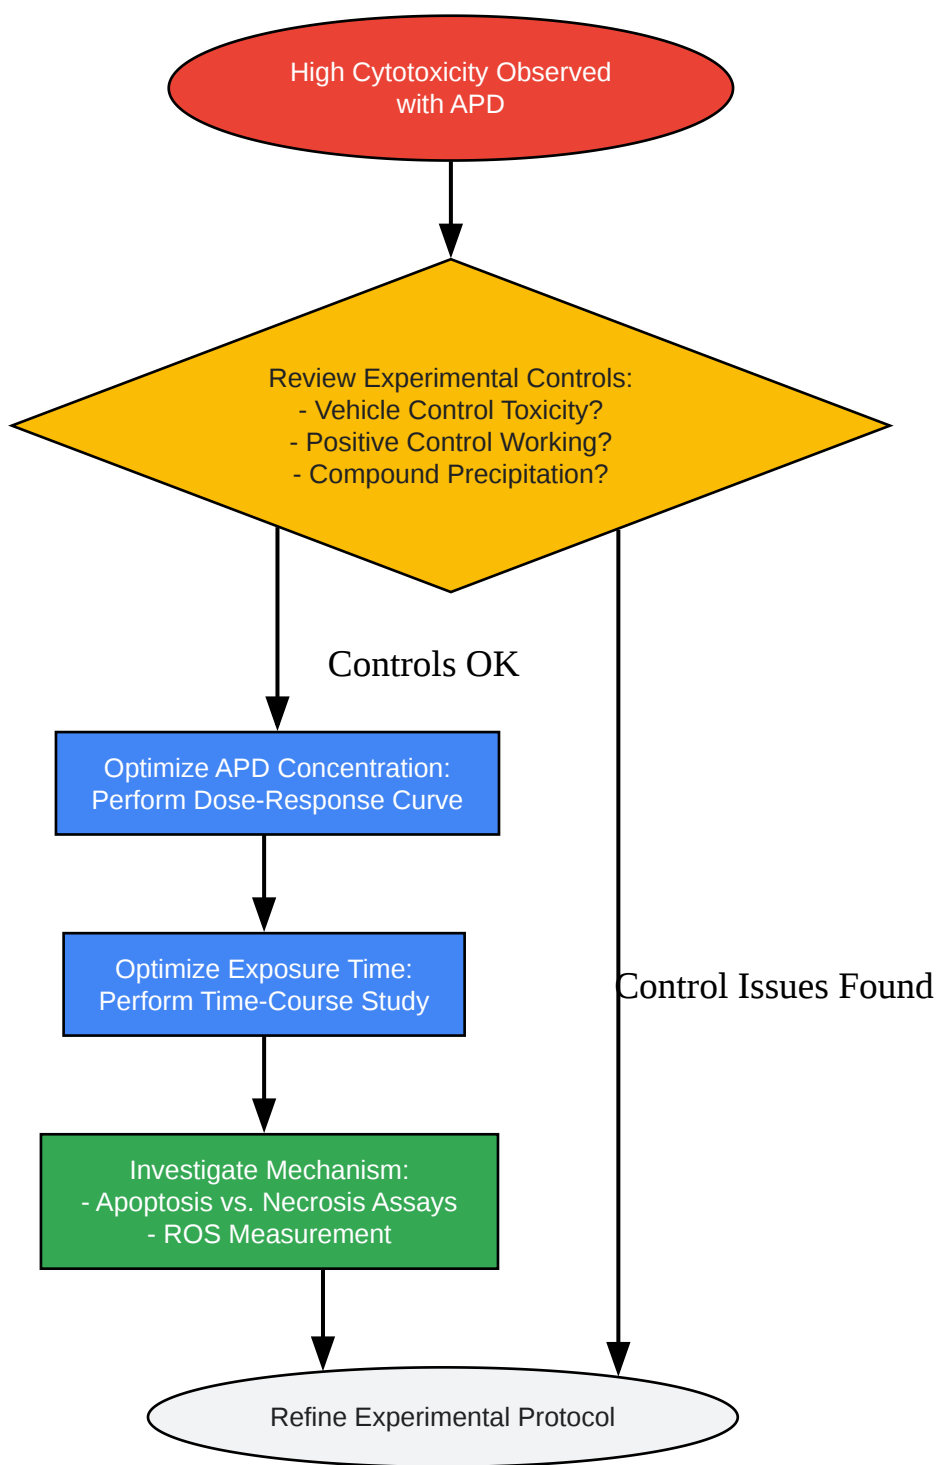 High Cytotoxicity Observed
with APD
Review Experimental Controls:
- Vehicle Control Toxicity?
- Positive Control Working?
- Compound Precipitation?
Controls OK
Optimize APD Concentration:
Perform Dose-Response Curve
Optimize Exposure Time:
Perform Time-Course Study
Control Issues Found
Investigate Mechanism:
- Apoptosis vs. Necrosis Assays
- ROS Measurement
Refine Experimental Protocol